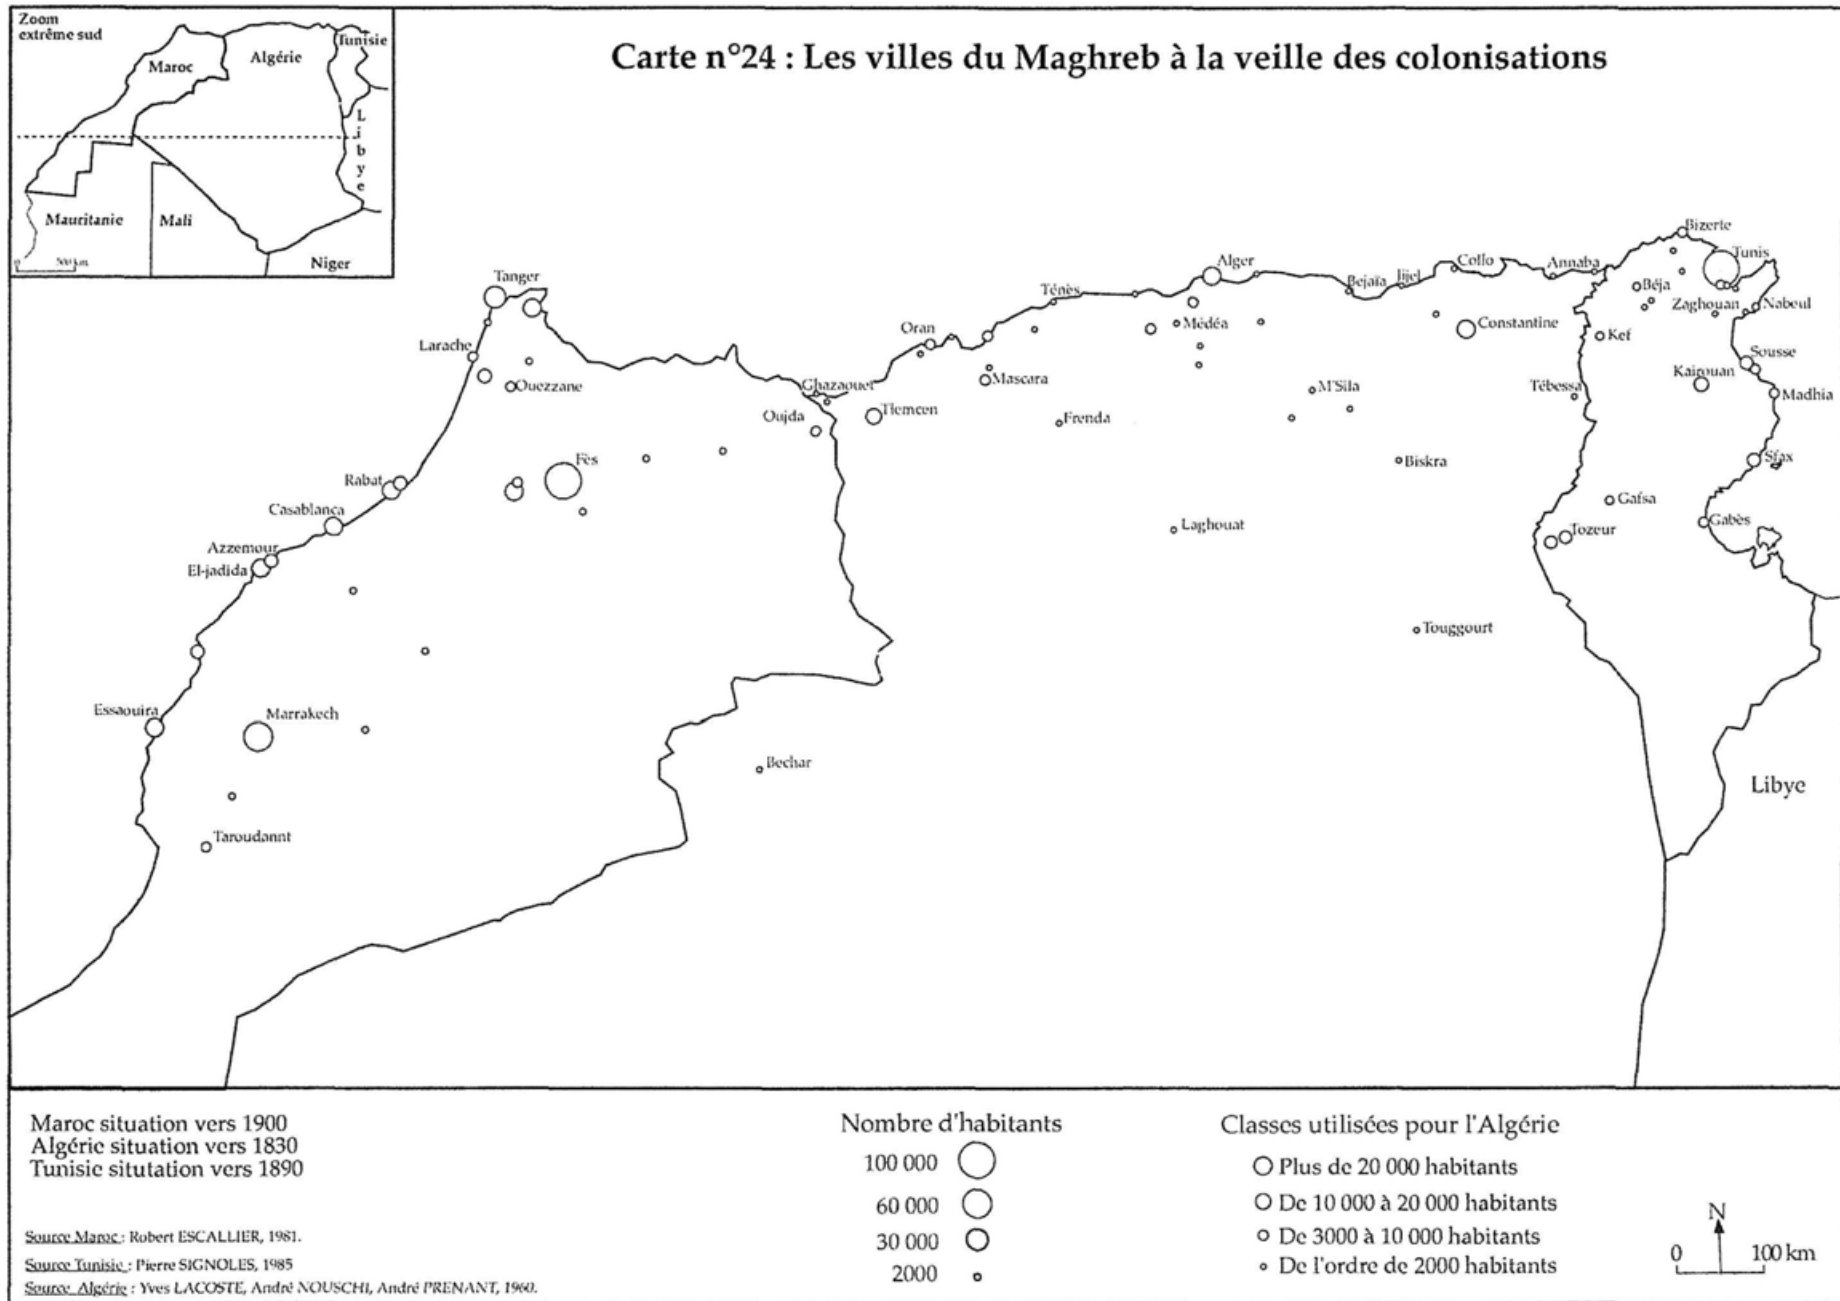 Zoom
extrême sud
Maroc
Algérie
Tunisie
Libye
Mauritanie
Mali
Niger
0
500 km
Carte n°24 : Les villes du Maghreb à la veille des colonisations
Bizerte
Tunis
Tanger
Alger
Collo
Annaba
Béja
Bejaïa
Jijel
Ténès
Zaghouan
Nabeul
Oran
Médéa
Constantine
Kef
Larache
Sousse
Ouezzane
Ghazaouet
Mascara
M'Sila
Tébessa
Kairouan
Madhia
Oujda
Tlemcen
Frenda
Fès
Biskra
Sfax
Rabat
Casablanca
Gafsa
Laghouat
Tozeur
Gabès
Azzemour
El-jadida
Touggourt
Essaouira
Marrakech
Bechar
Libye
Taroudannt
Maroc situation vers 1900
Algérie situation vers 1830
Tunisie situtation vers 1890
Source Maroc : Robert ESCALLIER, 1981.
Source Tunisie : Pierre SIGNOLES, 1985
Source Algérie : Yves LACOSTE, André NOUSCHI, André PRENANT, 1960.
Nombre d'habitants
100 000
60 000
30 000
2000
Classes utilisées pour l'Algérie
Plus de 20 000 habitants
De 10 000 à 20 000 habitants
De 3000 à 10 000 habitants
De l'ordre de 2000 habitants
N
0 100 km